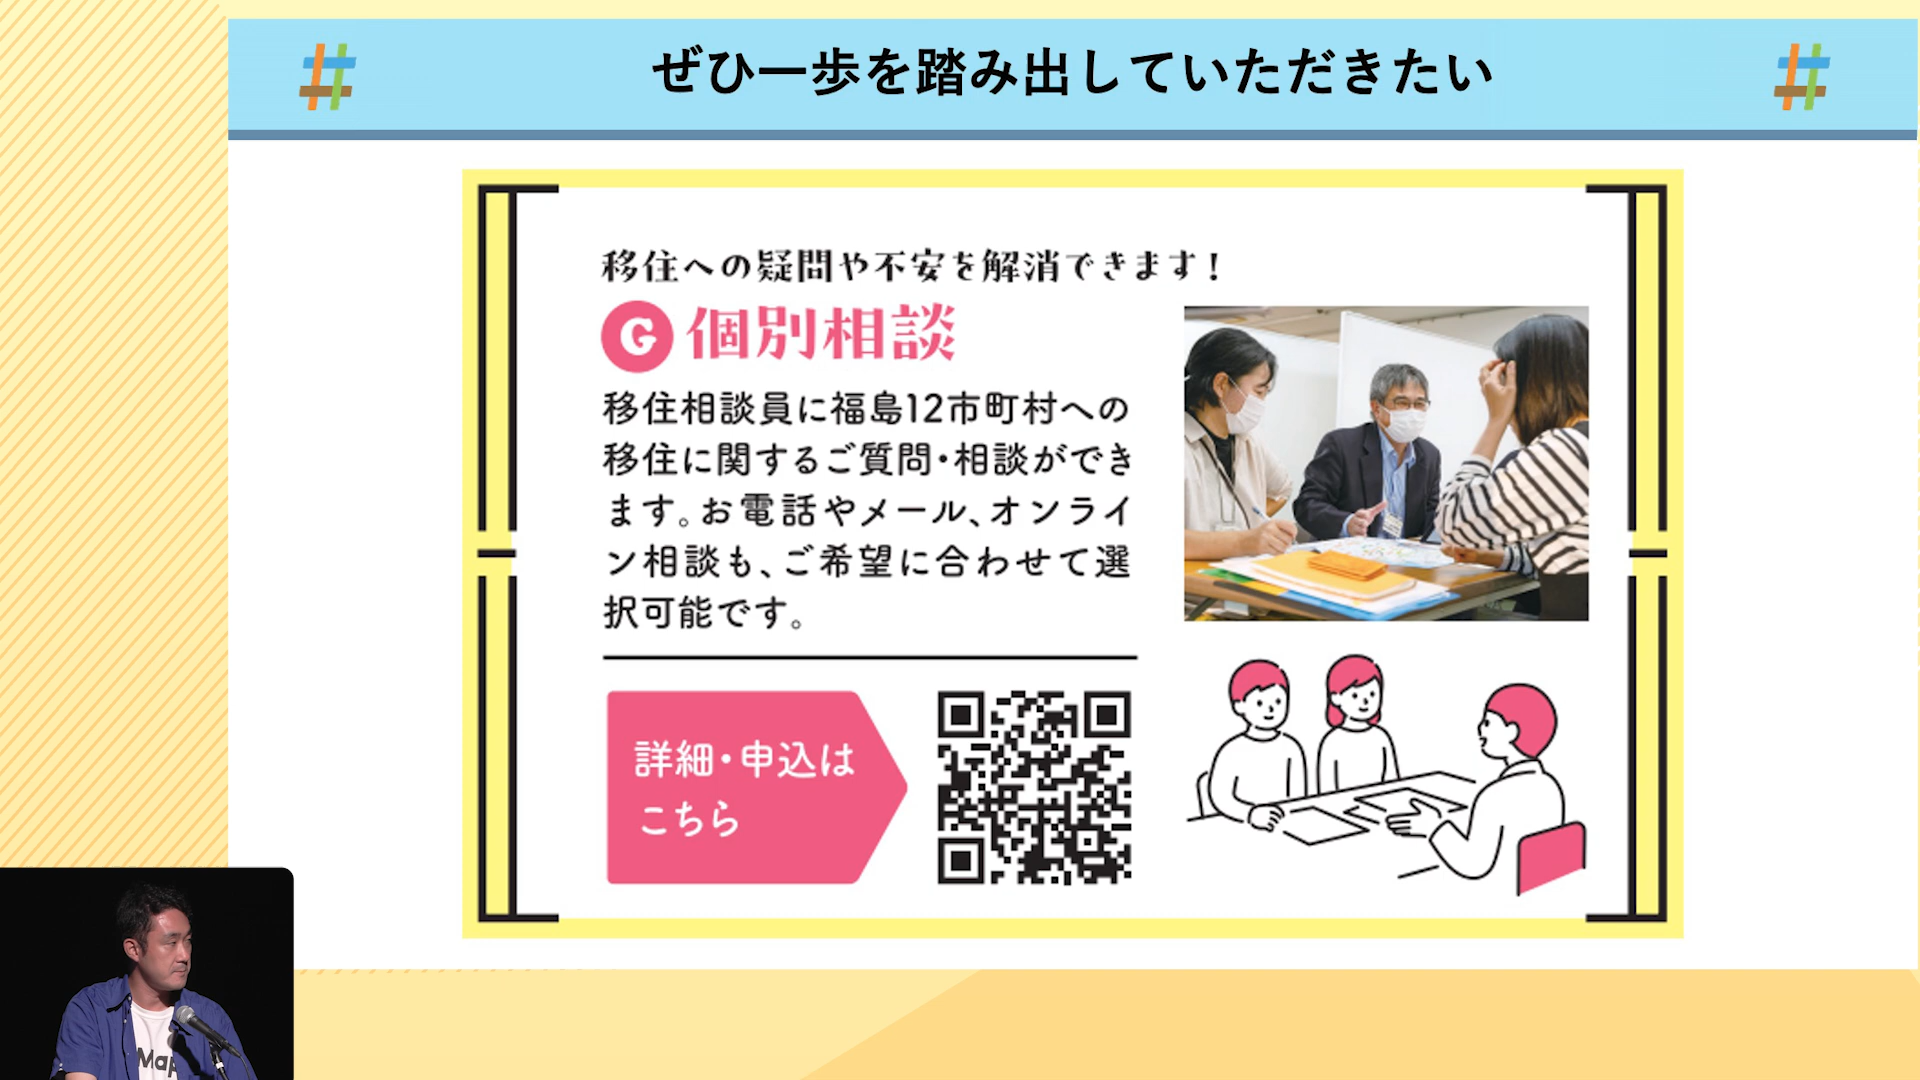 ぜひ一歩を踏み出していただきたい
移住への疑問や不安を解消できます!
G 個別相談
移住相談員に福島12市町村への
移住に関するご質問・相談ができ
ます。お電話やメール、オンライ
ン相談も、ご希望に合わせて選
択可能です。
詳細・申込は
こちら
Map